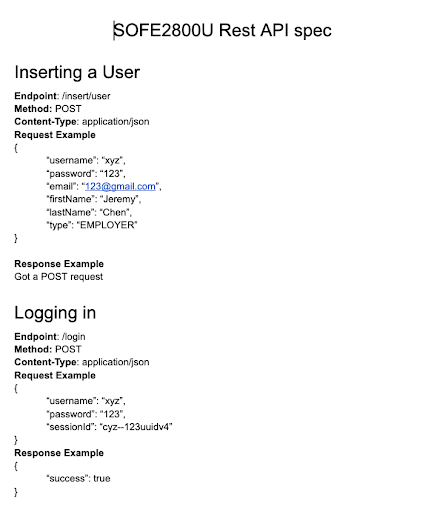 SOFE2800U Rest API spec
Inserting a User
Endpoint: /insert/user
Method: POST
Content-Type: application/json
Request Example
{
“username”: “xyz”,
“password”: “123”,
“email”: “123@gmail.com”,
“firstName”: “Jeremy”,
“lastName”: “Chen”,
“type”: “EMPLOYER”
}
Response Example
Got a POST request
Logging in
Endpoint: /login
Method: POST
Content-Type: application/json
Request Example
{
“username”: “xyz”,
“password”: “123”,
“sessionId”: “cyz--123uuidv4”
}
Response Example
{
“success”: true
}